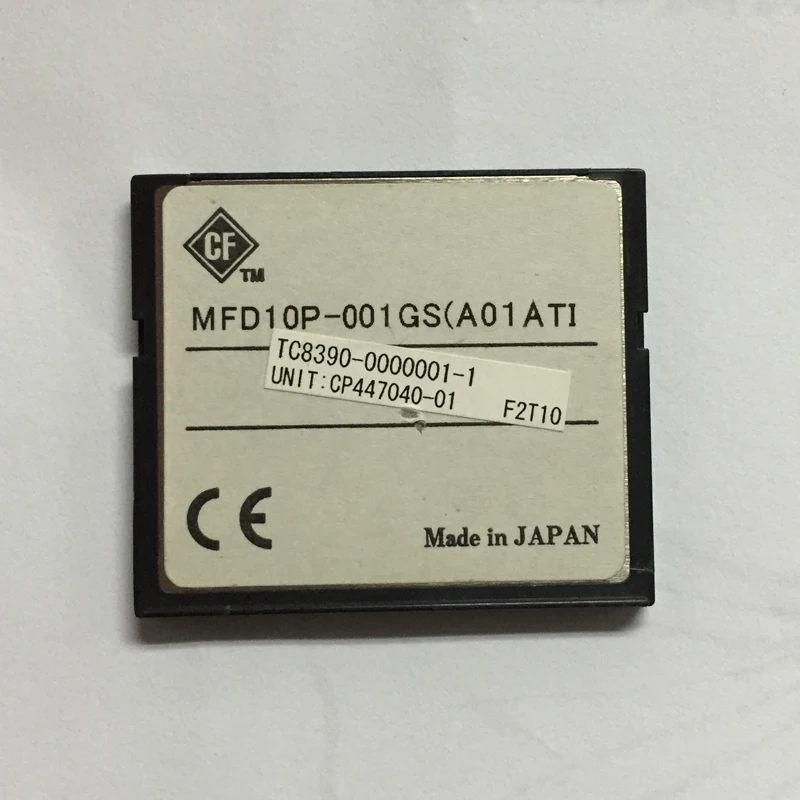 CF
TM
MFD10P-001GS(A01ATI
TC8390-0000001-1
UNIT:CP447040-01 F2T10
CE
Made in JAPAN